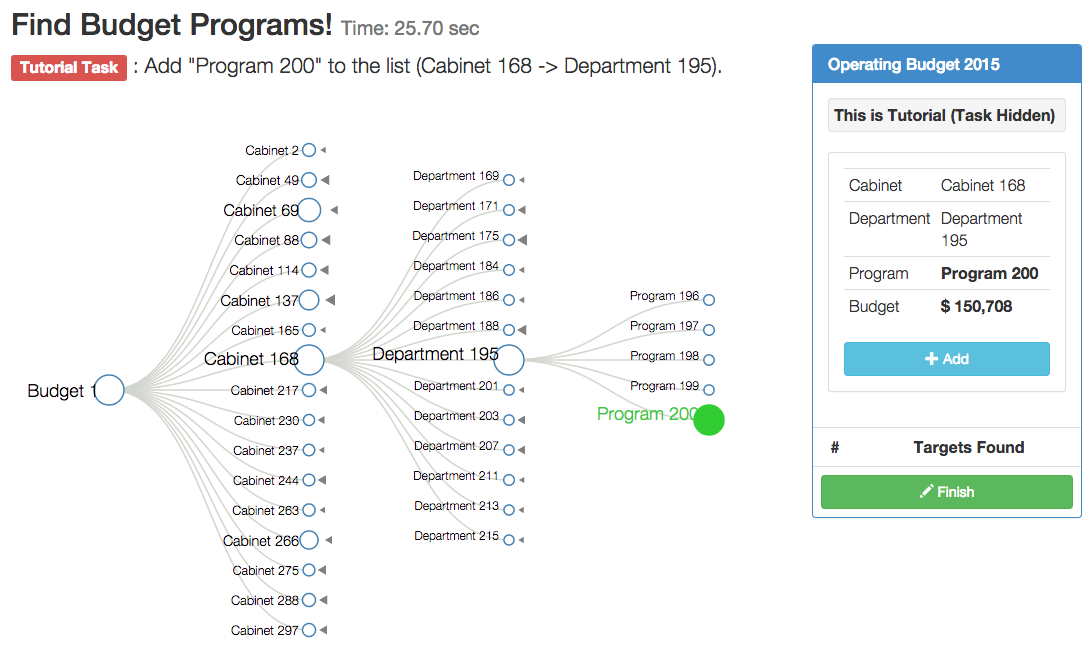 Find Budget Programs! Time: 25.70 sec
Tutorial Task : Add "Program 200" to the list (Cabinet 168 -> Department 195).
Budget 1
Cabinet 2
Cabinet 49
Cabinet 69
Cabinet 88
Cabinet 114
Cabinet 137
Cabinet 165
Cabinet 168
Cabinet 217
Cabinet 230
Cabinet 237
Cabinet 244
Cabinet 263
Cabinet 266
Cabinet 275
Cabinet 288
Cabinet 297
Department 169
Department 171
Department 175
Department 184
Department 186
Department 188
Department 195
Department 201
Department 203
Department 207
Department 211
Department 213
Department 215
Program 196
Program 197
Program 198
Program 199
Program 200
Operating Budget 2015
This is Tutorial (Task Hidden)
Cabinet Cabinet 168
Department Department
195
Program Program 200
Budget $ 150,708
+ Add
# Targets Found
Finish